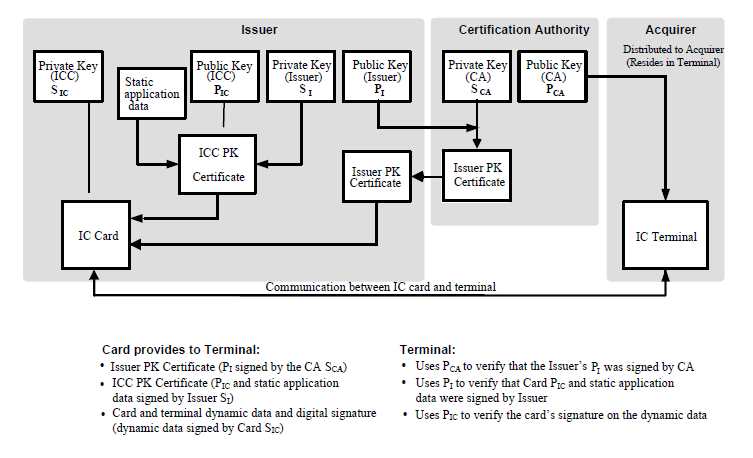 Issuer
Certification Authority
Acquirer
Distributed to Acquirer
(Resides in Terminal)
Private Key
(ICC)
SIC
Static
application
data
Public Key
(ICC)
PIC
Private Key
(Issuer)
SI
Public Key
(Issuer)
PI
Private Key
(CA)
SCA
Public Key
(CA)
PCA
ICC PK
Certificate
Issuer PK
Certificate
Issuer PK
Certificate
IC Card
IC Terminal
Communication between IC card and terminal
Card provides to Terminal:
• Issuer PK Certificate (PI signed by the CA SCA)
• ICC PK Certificate (PIC and static application
data signed by Issuer SI)
• Card and terminal dynamic data and digital signature
(dynamic data signed by Card SIC)
Terminal:
• Uses PCA to verify that the Issuer's PI was signed by CA
• Uses PI to verify that Card PIC and static application
data were signed by Issuer
• Uses PIC to verify the card's signature on the dynamic data